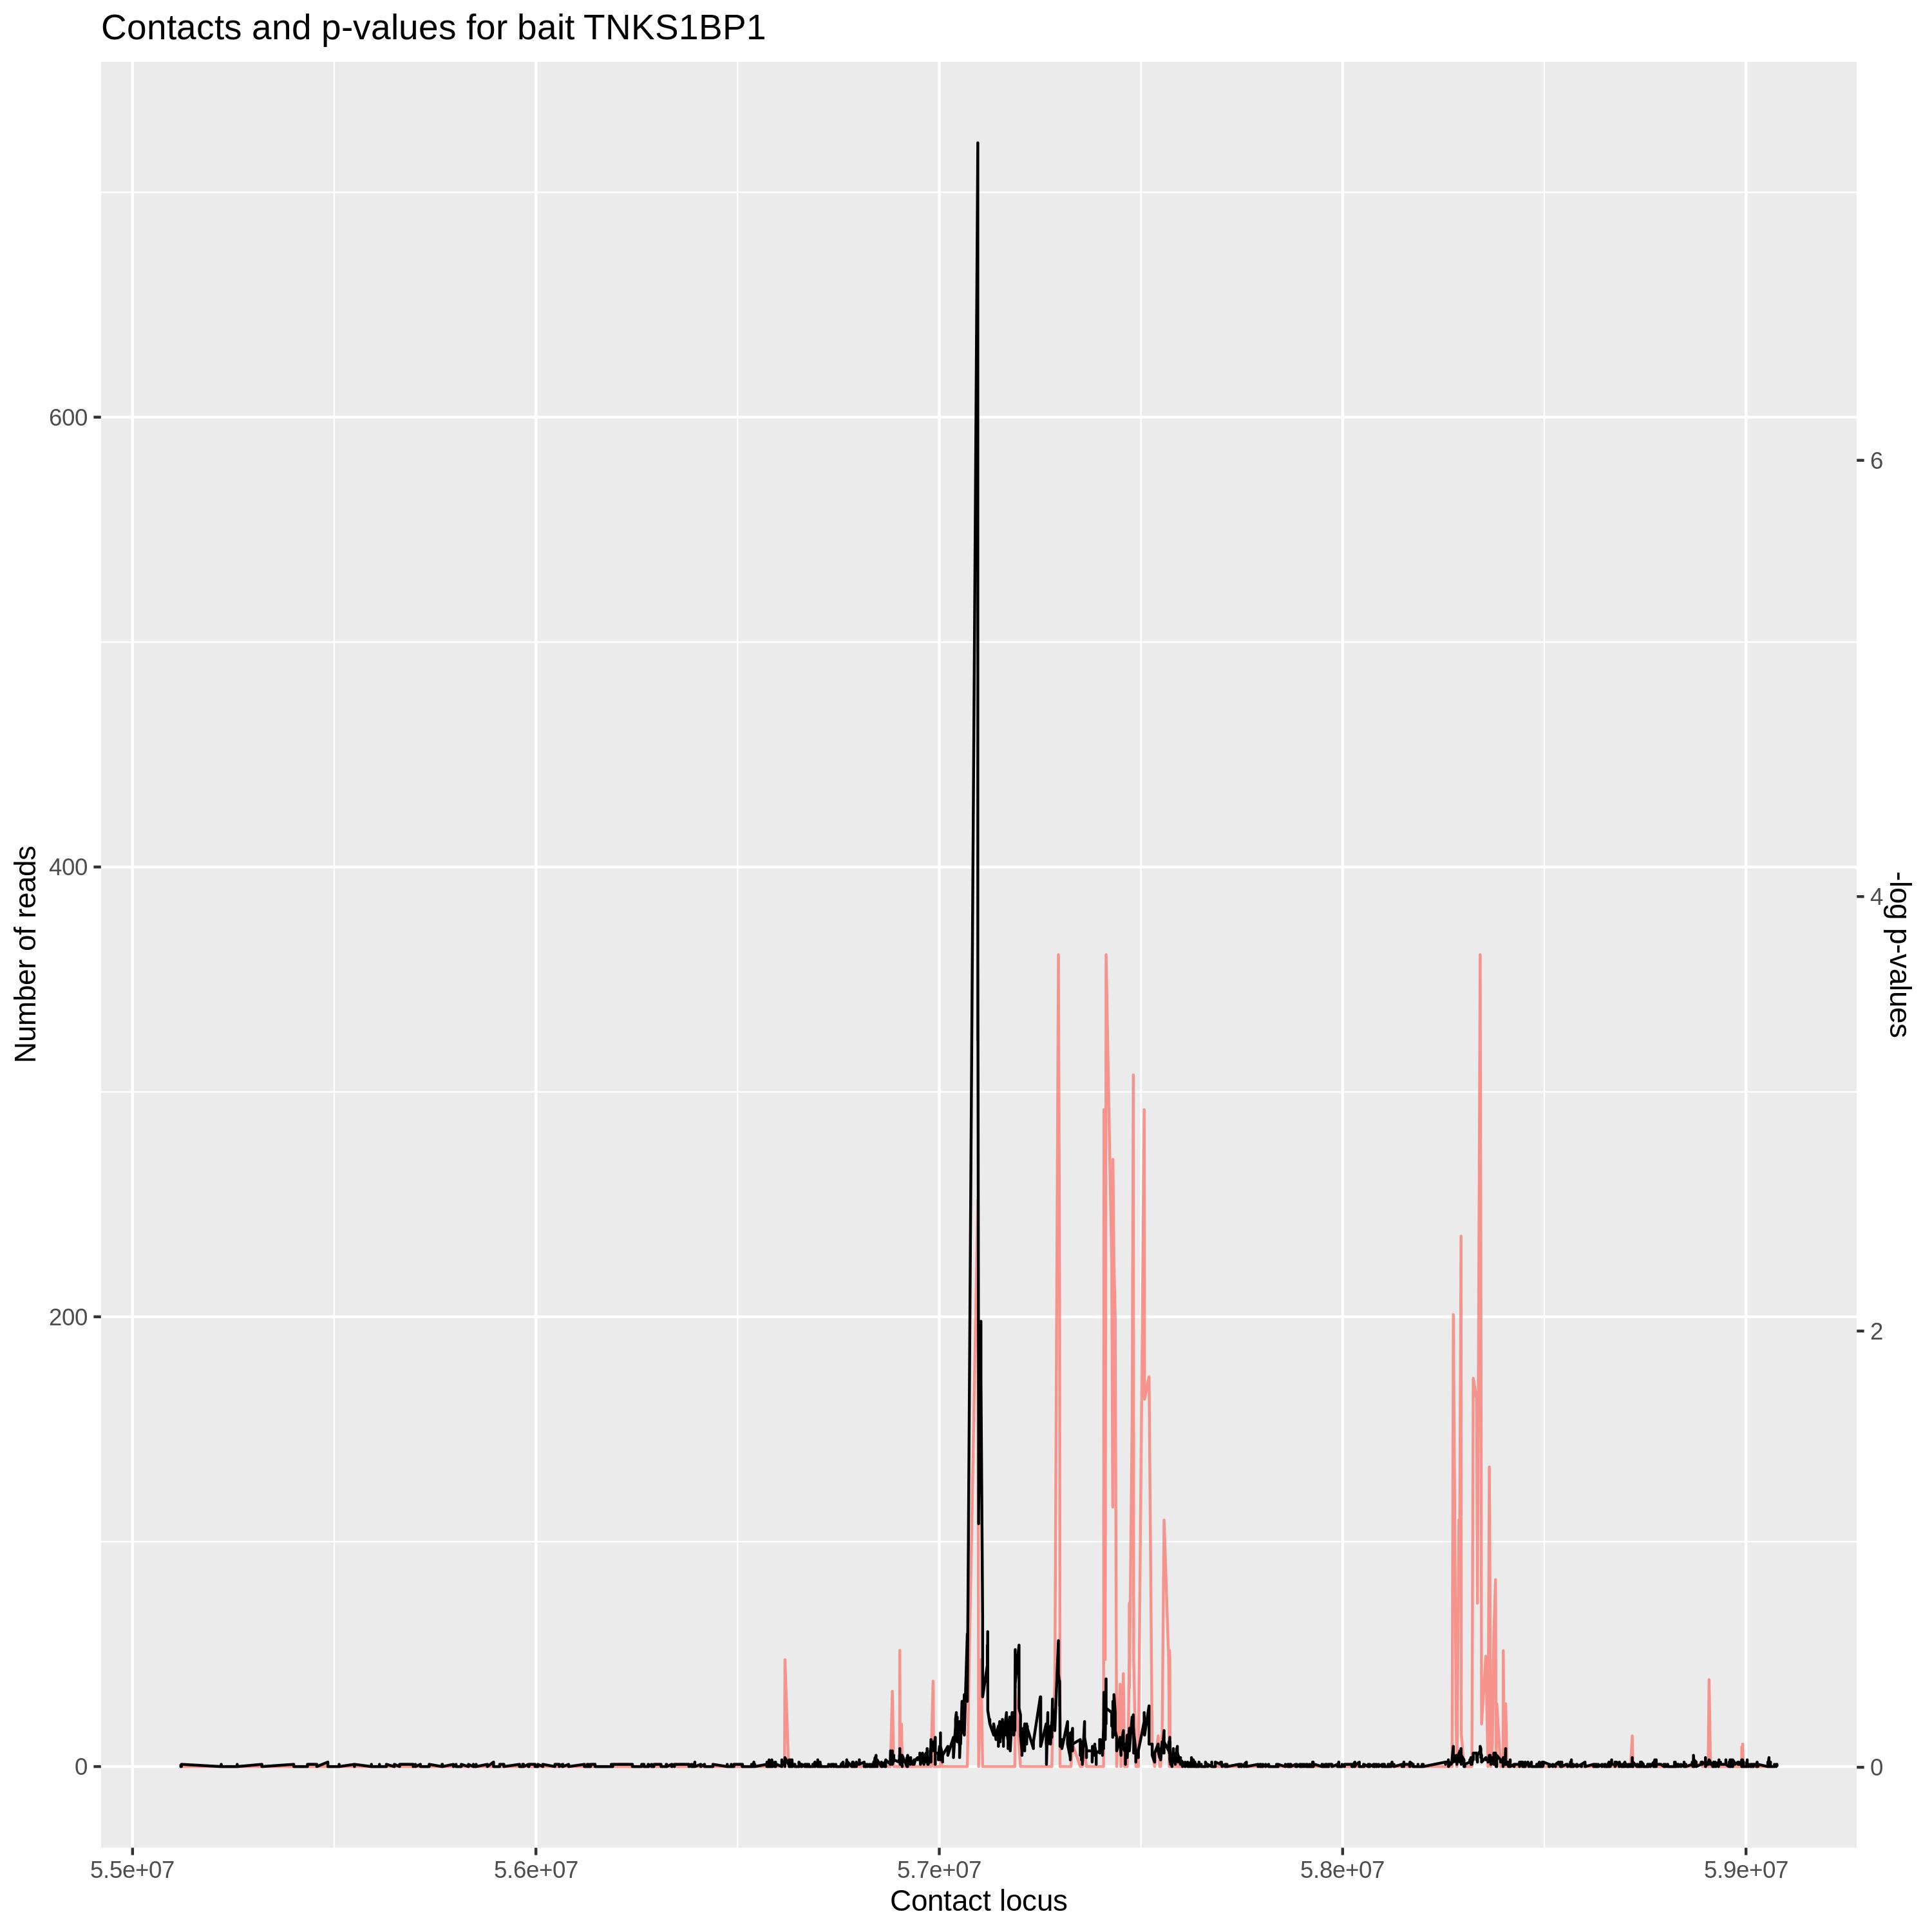 Contacts and p-values for bait TNKS1BP1
Number of reads
600
400
200
0
6
4
2
0
-log p-values
5.5e+07
5.6e+07
5.7e+07
5.8e+07
5.9e+07
Contact locus